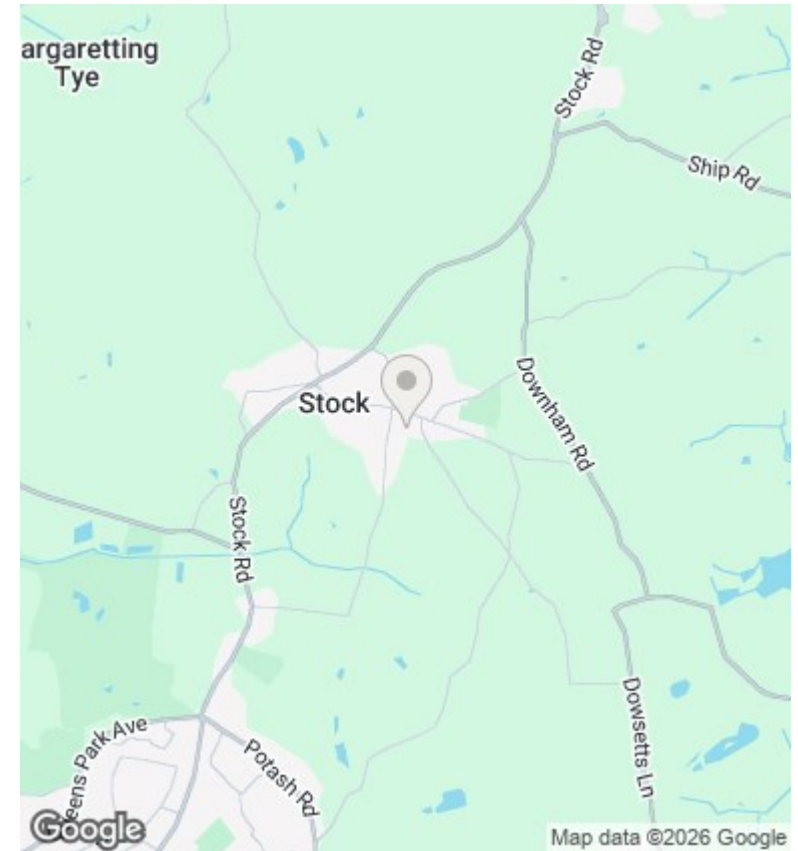 argaretting
Tye
Stock Rd
Ship Rd
Stock
Downham Rd
Stock Rd
Dowsetts Ln
eens Park Ave
Potash Rd
Google
Map data ©2026 Google